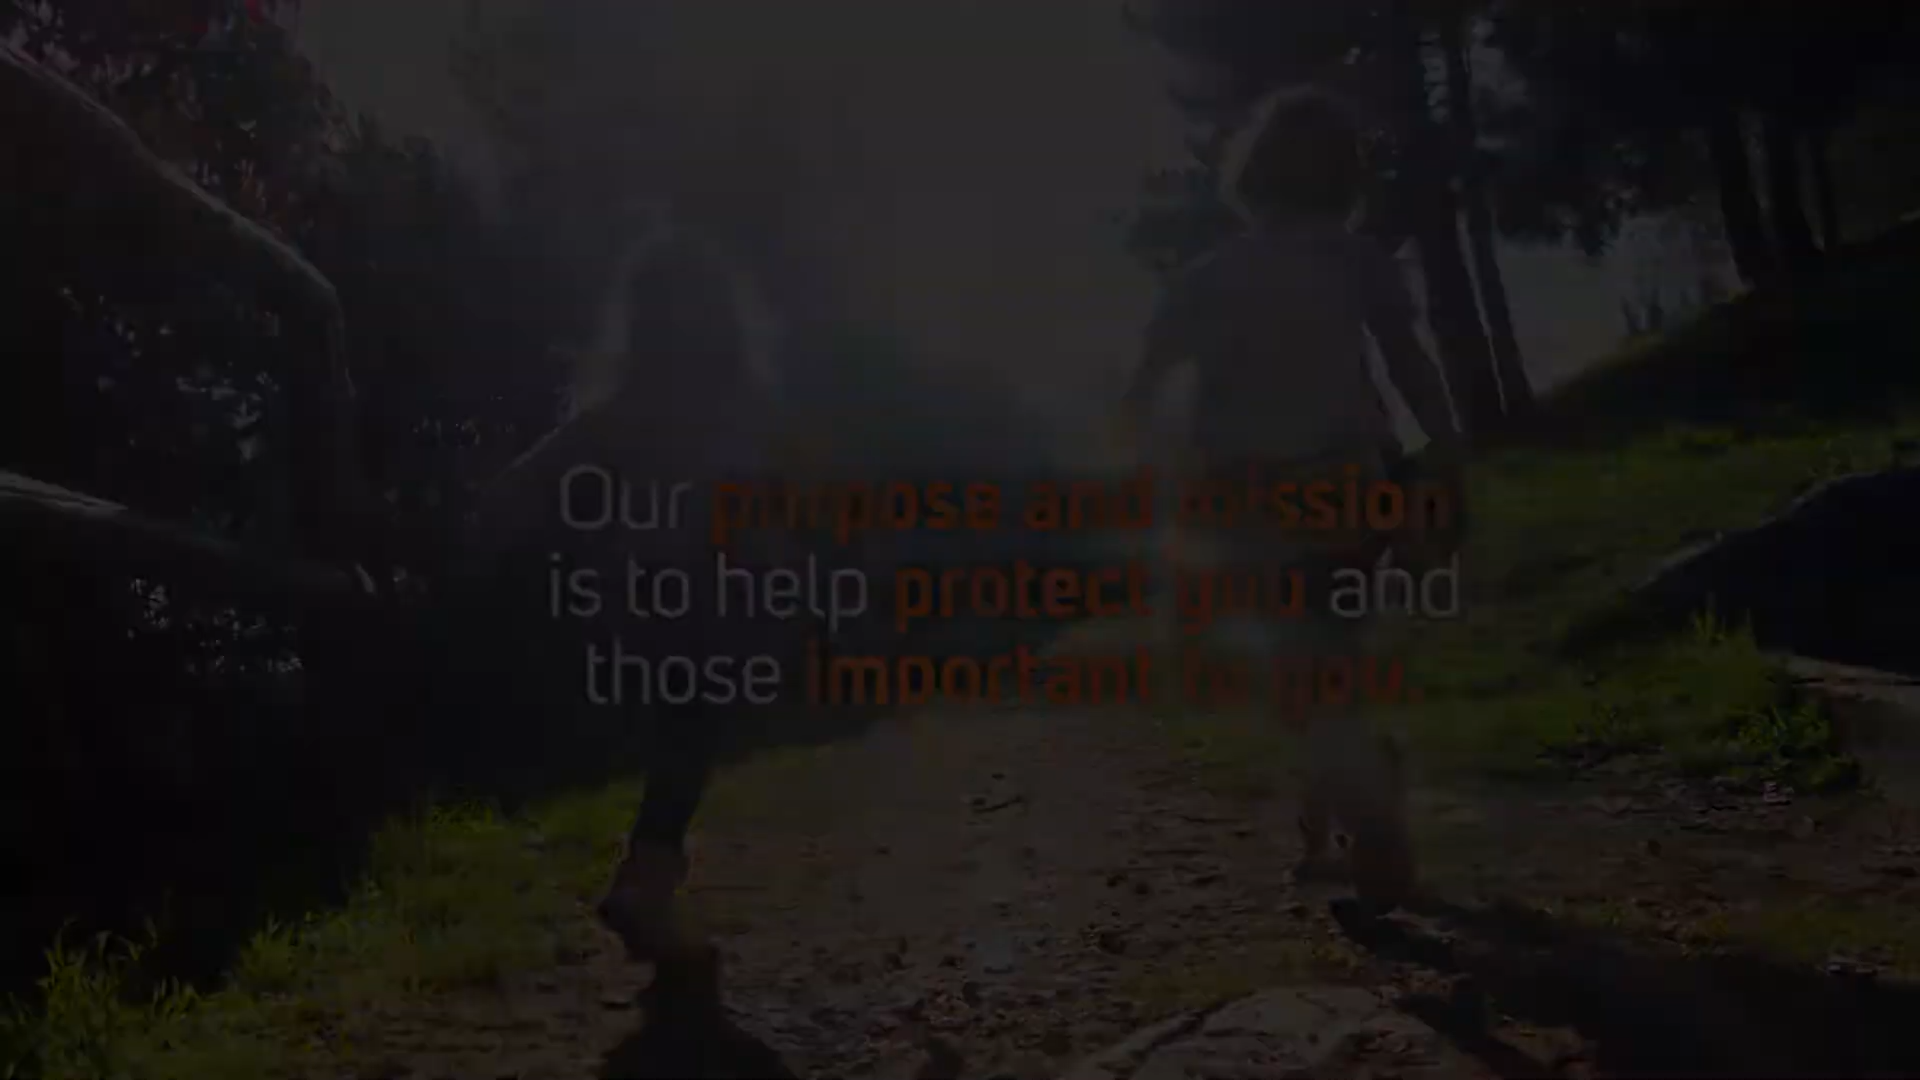 Our purpose and mission
is to help protect you and
those important to you.